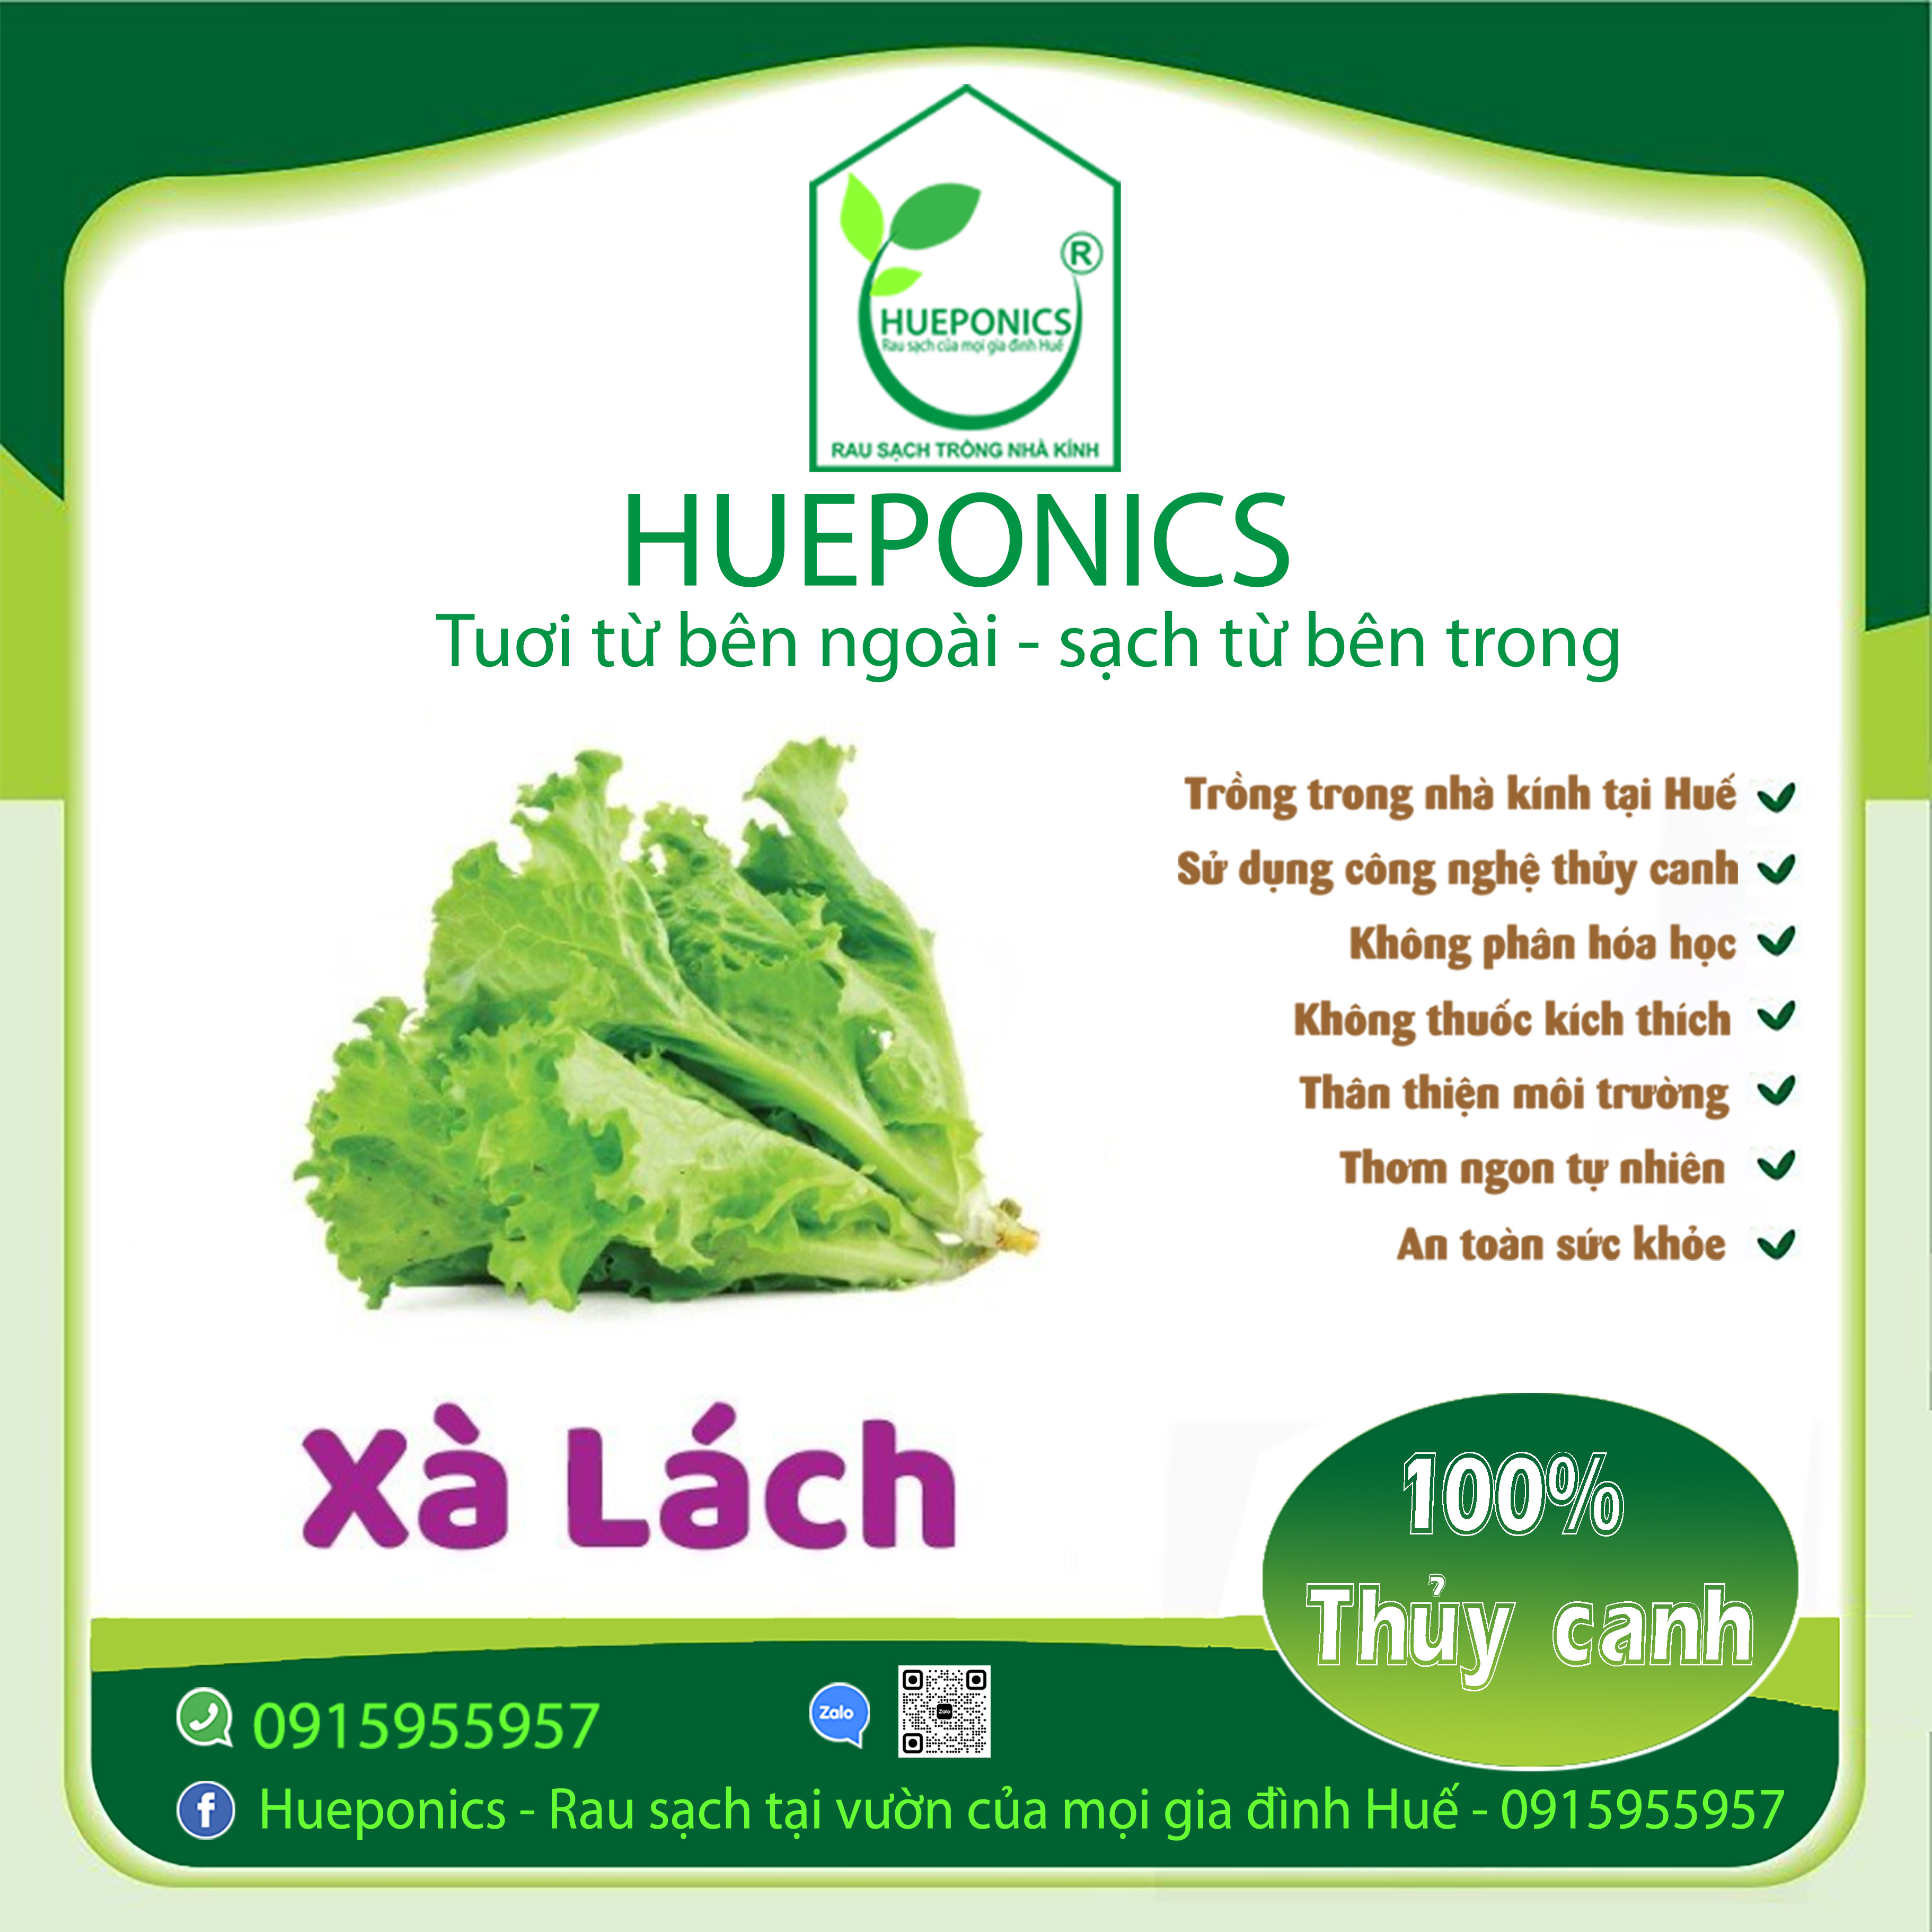 ®
HUEPONICS
Rau sạch của mọi gia đình Huế
RAU SẠCH TRỒNG NHÀ KÍNH
HUEPONICS
Tươi từ bên ngoài - sạch từ bên trong
Trồng trong nhà kính tại Huế
Sử dụng công nghệ thủy canh
Không phân hóa học
Không thuốc kích thích
Thân thiện môi trường
Thơm ngon tự nhiên
An toàn sức khỏe
Xà Lách
100%
Thủy canh
0915955957
Zalo
Zalo
Hueponics - Rau sạch tại vườn của mọi gia đình Huế - 0915955957